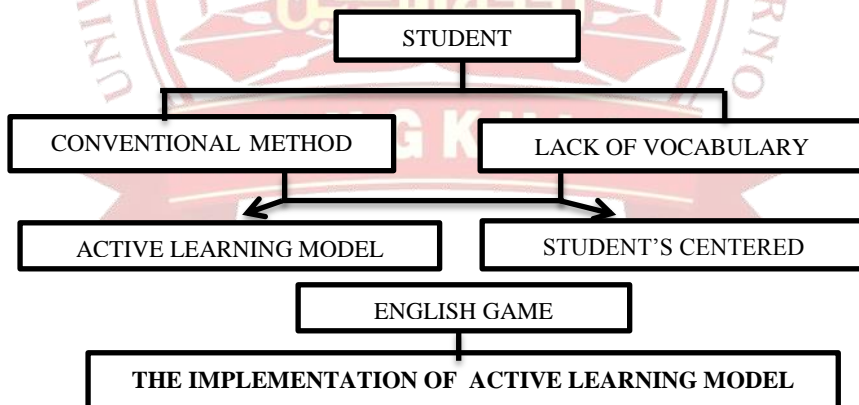 STUDENT
CONVENTIONAL METHOD
LACK OF VOCABULARY
ACTIVE LEARNING MODEL
STUDENT’S CENTERED
ENGLISH GAME
THE IMPLEMENTATION OF ACTIVE LEARNING MODEL